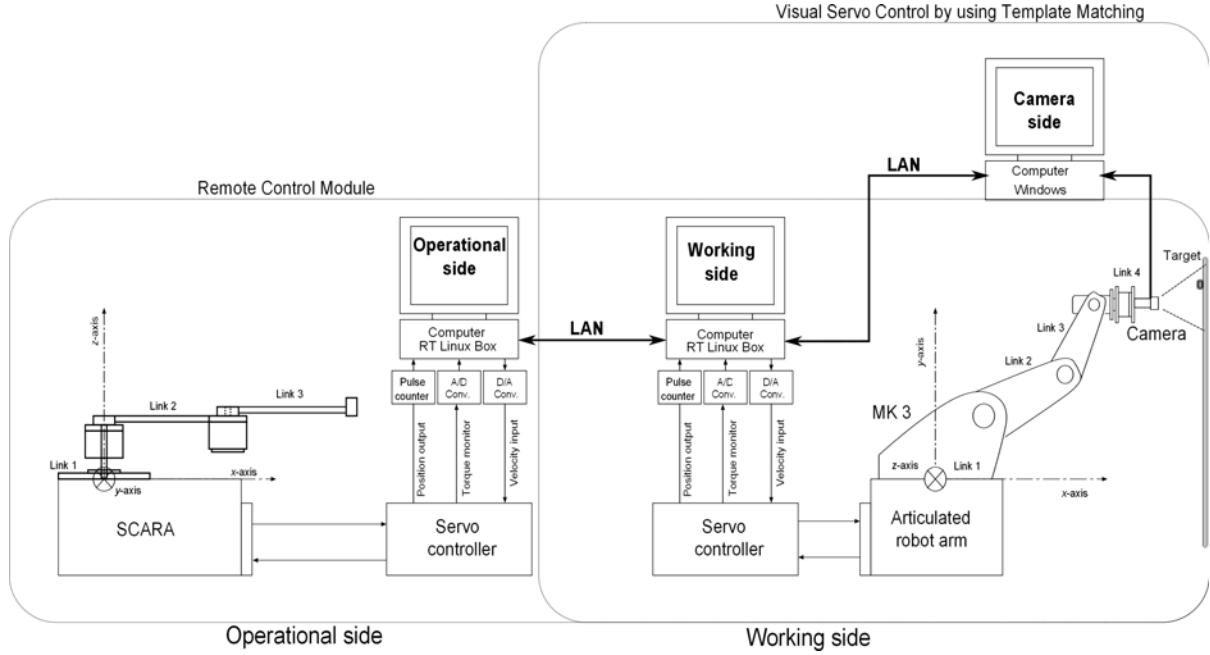 Visual Servo Control by using Template Matching
Camera
side
LAN
Computer
Windows
Remote Control Module
Operational
side
Working
side
Target
Link 4
Camera
Computer
RT Linux Box
LAN
Computer
RT Linux Box
Link 3
Link 2
MK 3
z-axis
y-axis
Pulse
counter
A/D
Conv.
D/A
Conv.
Pulse
counter
A/D
Conv.
D/A
Conv.
Link 2
Link 3
Link 1
x-axis
y-axis
Position output
Torque monitor
Velocity input
Position output
Torque monitor
Velocity input
z-axis
Link 1
x-axis
SCARA
Servo
controller
Servo
controller
Articulated
robot arm
Operational side
Working side